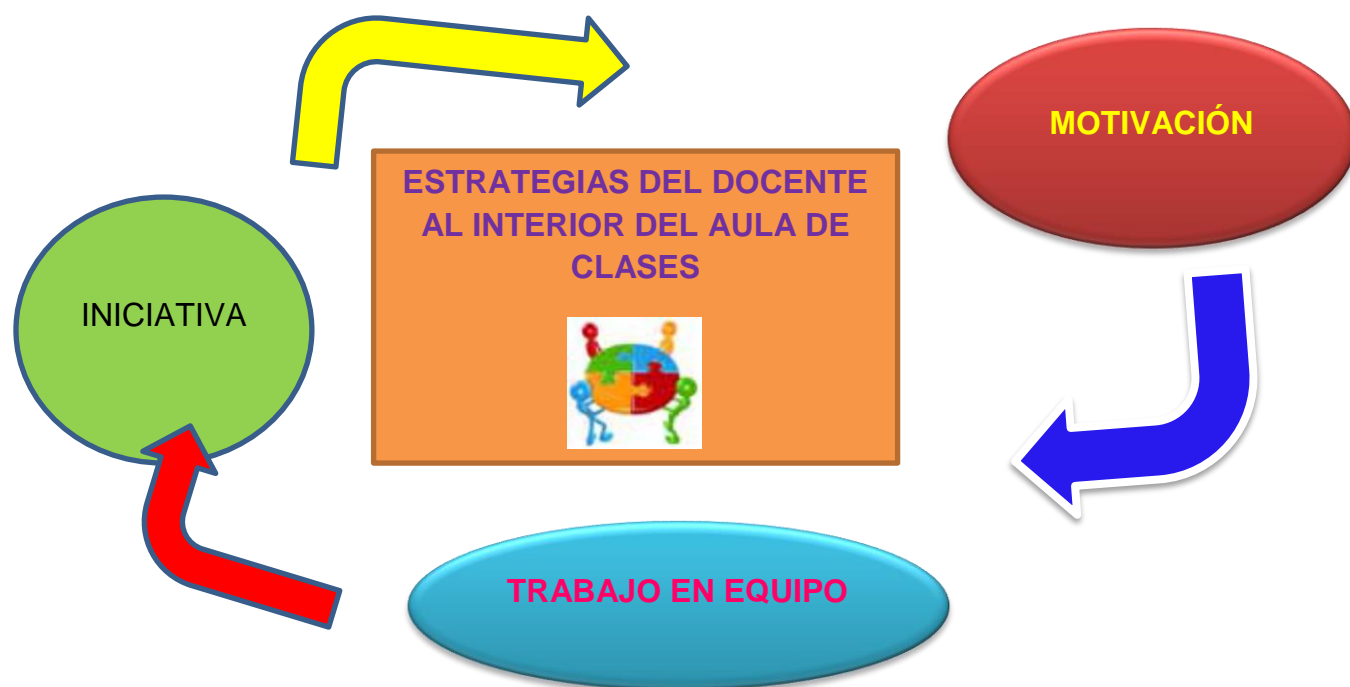 MOTIVACIÓN
ESTRATEGIAS DEL DOCENTE
AL INTERIOR DEL AULA DE
CLASES
INICIATIVA
TRABAJO EN EQUIPO